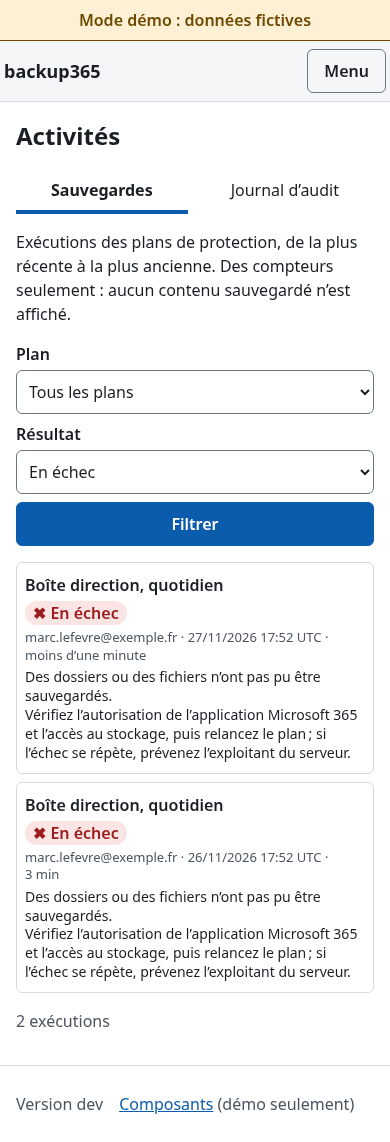 Mode démo : données fictives
backup365
Menu
Activités
Sauvegardes
Journal d’audit
Exécutions des plans de protection, de la plus
récente à la plus ancienne. Des compteurs
seulement : aucun contenu sauvegardé n’est
affiché.
Plan
Tous les plans
Résultat
En échec
Filtrer
Boîte direction, quotidien
✖ En échec
marc.lefevre@exemple.fr · 27/11/2026 17:52 UTC ·
moins d’une minute
Des dossiers ou des fichiers n’ont pas pu être
sauvegardés.
Vérifiez l’autorisation de l’application Microsoft 365
et l’accès au stockage, puis relancez le plan ; si
l’échec se répète, prévenez l’exploitant du serveur.
Boîte direction, quotidien
✖ En échec
marc.lefevre@exemple.fr · 26/11/2026 17:52 UTC ·
3 min
Des dossiers ou des fichiers n’ont pas pu être
sauvegardés.
Vérifiez l’autorisation de l’application Microsoft 365
et l’accès au stockage, puis relancez le plan ; si
l’échec se répète, prévenez l’exploitant du serveur.
2 exécutions
Version dev Composants (démo seulement)